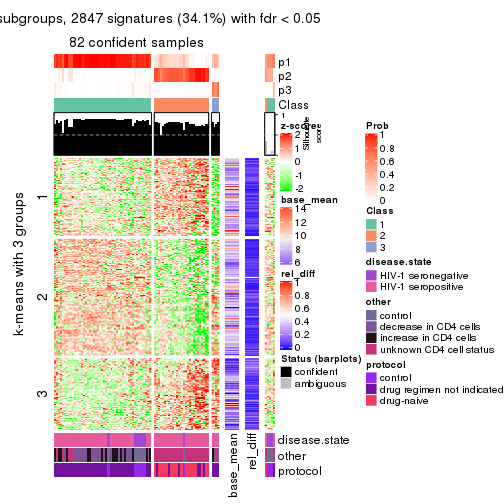 subgroups, 2847 signatures (34.1%) with fdr < 0.05
82 confident samples
p1
p2
p3
Class
1
Silhouette
score
k-means with 3 groups
1
2
3
base_mean
rel_diff
disease.state
other
protocol
z-score
2
1
0
-1
-2
base_mean
14
12
10
8
6
rel_diff
1
0.8
0.6
0.4
0.2
0
Status (barplots)
confident
ambiguous
Prob
1
0.8
0.6
0.4
0.2
0
Class
1
2
3
disease.state
HIV-1 seronegative
HIV-1 seropositive
other
control
decrease in CD4 cells
increase in CD4 cells
unknown CD4 cell status
protocol
control
drug regimen not indicated
drug-naive